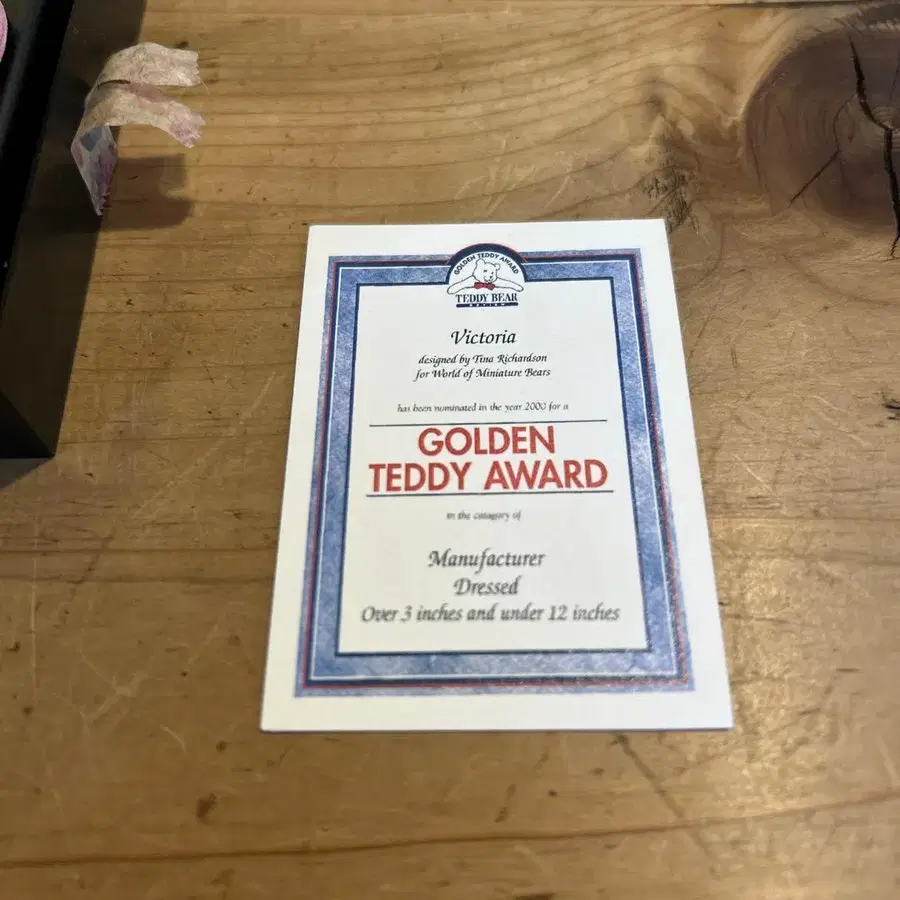 GOLDEN TEDDY AWARD
TEDDY BEAR
REVIEW
Victoria
designed by Tina Richardson
for World of Miniature Bears
has been nominated in the year 2000 for a
GOLDEN
TEDDY AWARD
in the category of
Manufacturer
Dressed
Over 3 inches and under 12 inches